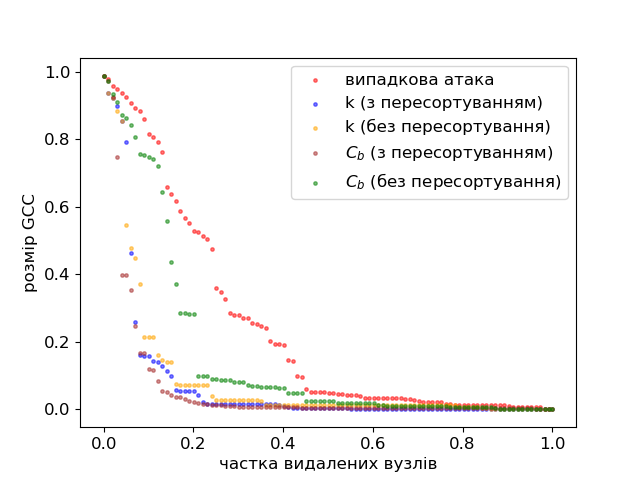 випадкова атака
k (з пересортуванням)
k (без пересортування)
C_b (з пересортуванням)
C_b (без пересортування)
розмір GCC
1.0
0.8
0.6
0.4
0.2
0.0
0.0 0.2 0.4 0.6 0.8 1.0
частка видалених вузлів